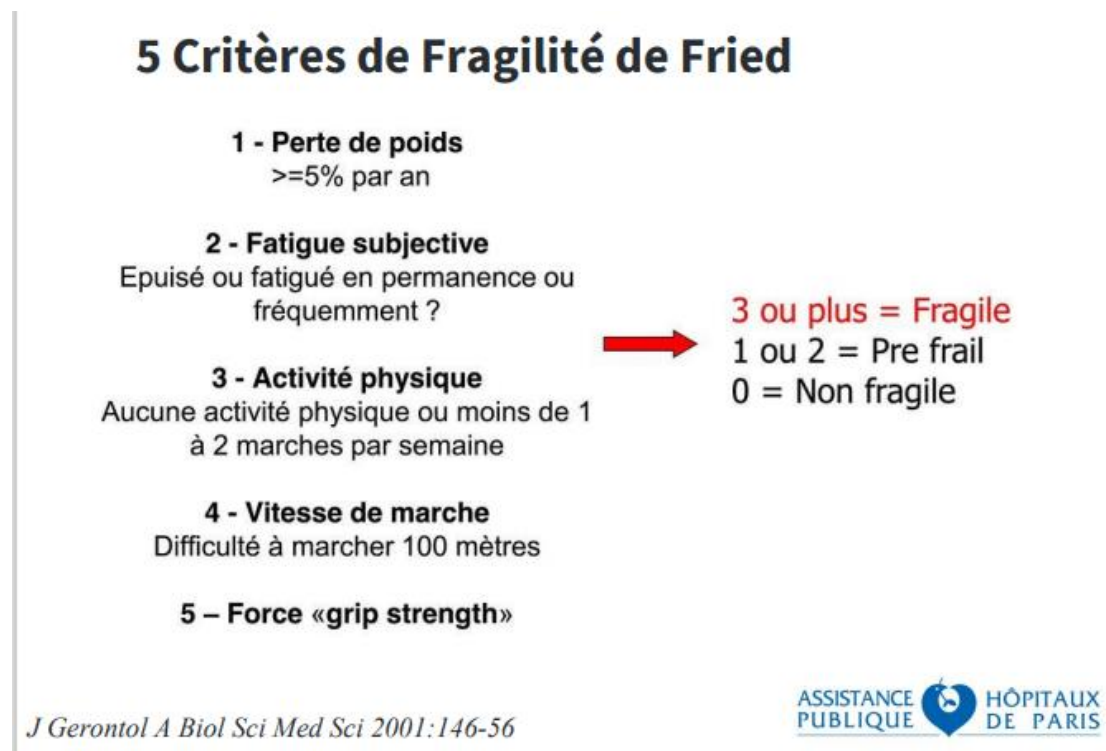 5 Critères de Fragilité de Fried
1 - Perte de poids
>=5% par an
2 - Fatigue subjective
Epuisé ou fatigué en permanence ou
fréquemment ?
3 - Activité physique
Aucune activité physique ou moins de 1
à 2 marches par semaine
4 - Vitesse de marche
Difficulté à marcher 100 mètres
5 – Force «grip strength»
3 ou plus = Fragile
1 ou 2 = Pre frail
0 = Non fragile
J Gerontol A Biol Sci Med Sci 2001:146-56
ASSISTANCE HÔPITAUX
PUBLIQUE DE PARIS